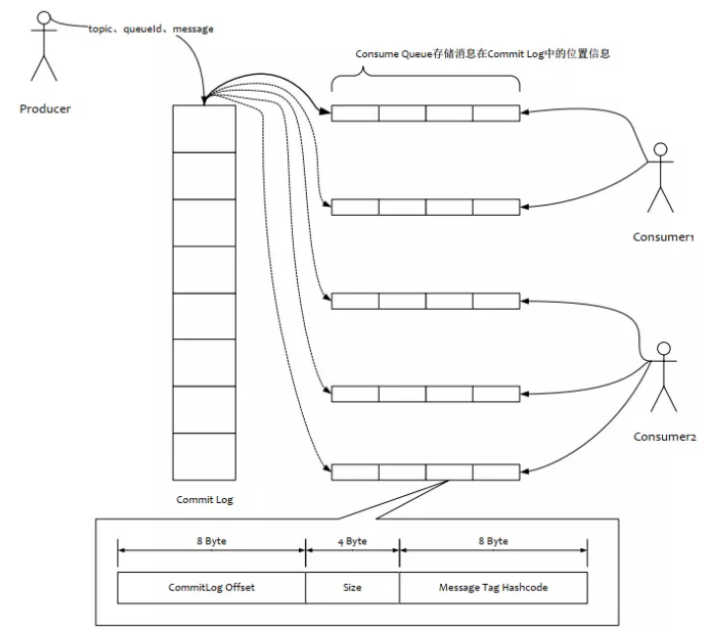 topic、queueId、message
Consume Queue存储消息在Commit Log中的位置信息
Producer
Consumer1
Consumer2
Commit Log
8 Byte
4 Byte
8 Byte
CommitLog Offset
Size
Message Tag Hashcode